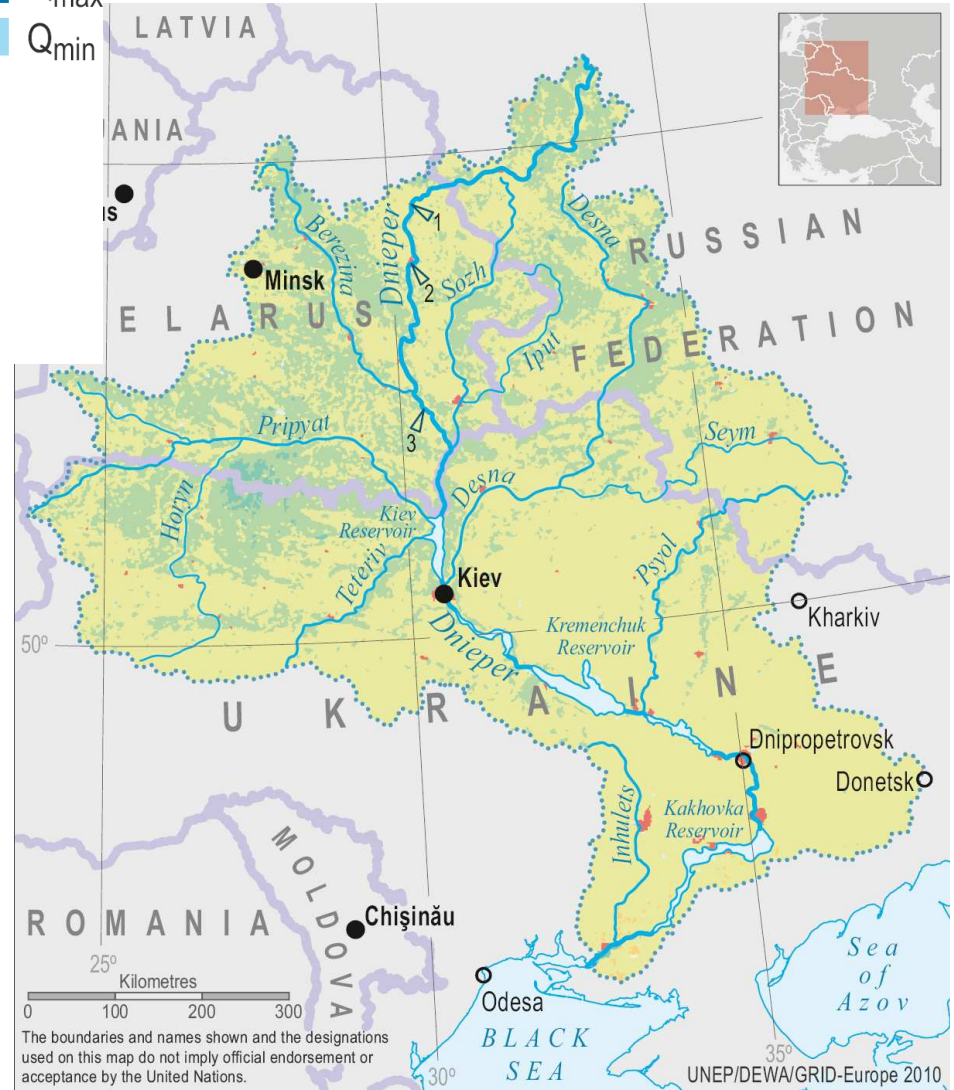 Qmin
LATVIA
Desna
RUSSIAN
FEDERATION
Berezina
Dnieper
Sozh
Iput
1
2
3
Minsk
ELARUS
Pripyat
Horyn
Seym
Desna
Kiev
Reservoir
Teteriv
Psyol
Kiev
Kharkiv
50º
Dnieper
Kremenchuk
Reservoir
UKRAINE
Dnipropetrovsk
Donetsk
Inhulets
Kakhovka
Reservoir
MOLDOVA
ROMANIA
Chişinău
25º
Kilometres
0 100 200 300
Odesa
BLACK
SEA
Sea
of
Azov
30º
35º
The boundaries and names shown and the designations
used on this map do not imply official endorsement or
acceptance by the United Nations.
UNEP/DEWA/GRID-Europe 2010